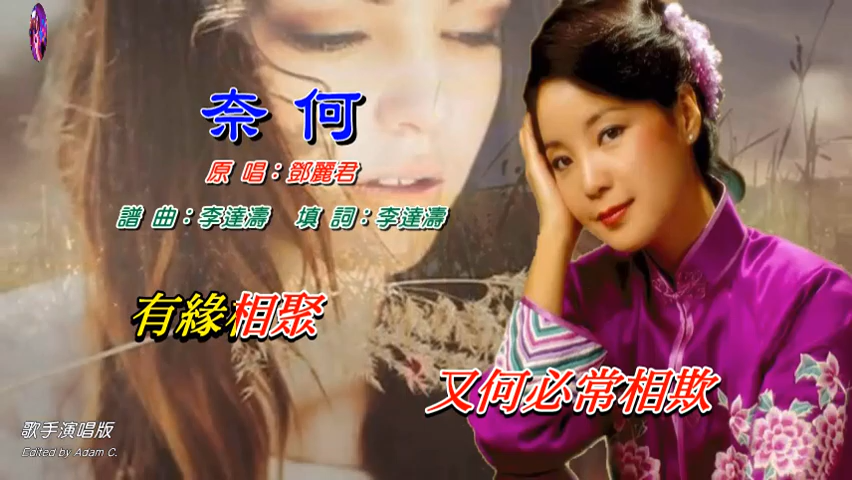 奈 何
原 唱：鄧麗君
譜 曲：李達濤 填 詞：李達濤
有緣相聚
又何必常相欺
歌手演唱版
Edited by Adam C.